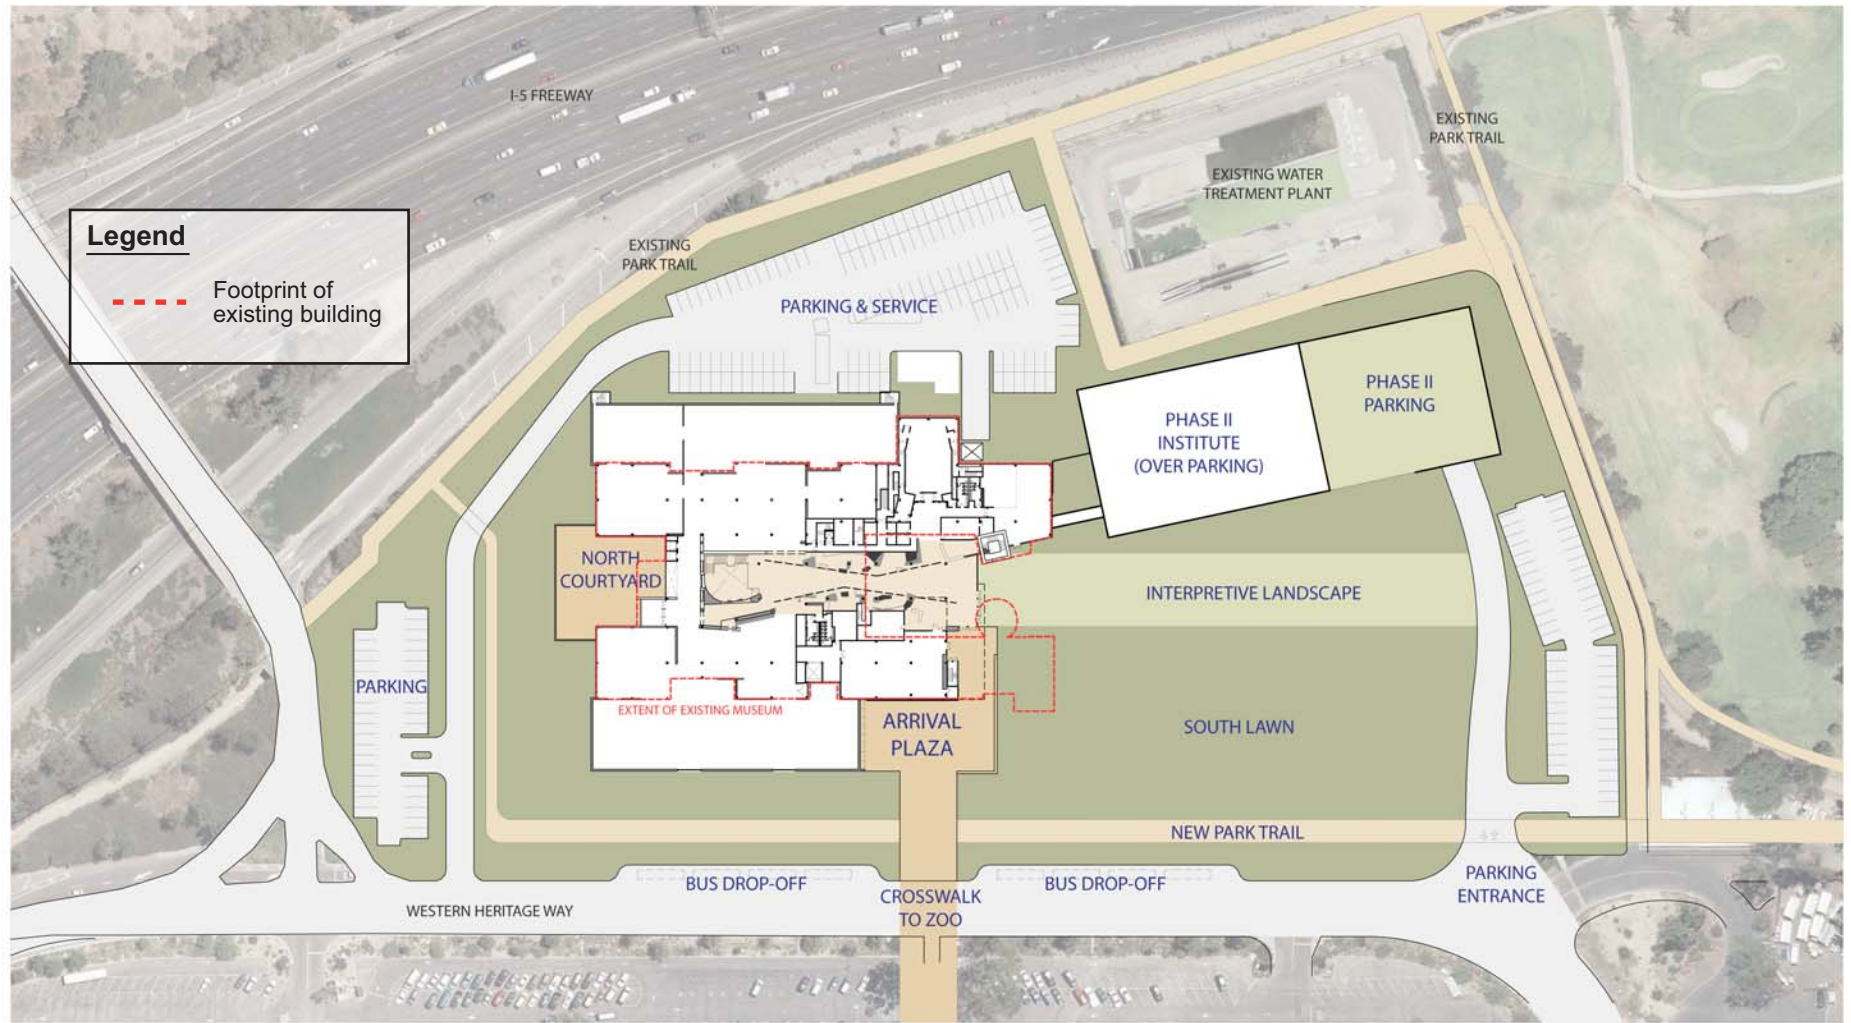 I-5 FREEWAY
EXISTING
PARK TRAIL
EXISTING WATER
TREATMENT PLANT
Legend
Footprint of
existing building
EXISTING
PARK TRAIL
PARKING & SERVICE
PHASE II
PARKING
PHASE II
INSTITUTE
(OVER PARKING)
NORTH
COURTYARD
INTERPRETIVE LANDSCAPE
PARKING
EXTENT OF EXISTING MUSEUM
ARRIVAL
PLAZA
SOUTH LAWN
NEW PARK TRAIL
BUS DROP-OFF
BUS DROP-OFF
PARKING
ENTRANCE
CROSSWALK
TO ZOO
WESTERN HERITAGE WAY